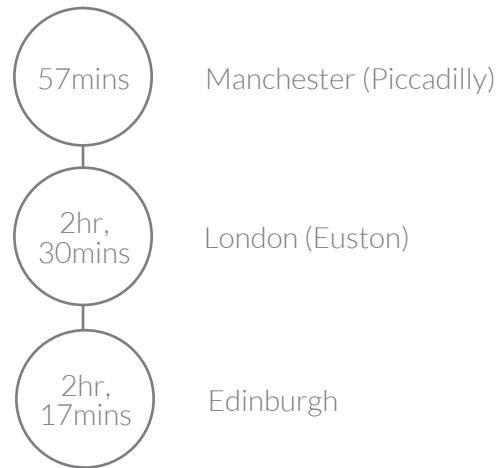 57mins
Manchester (Piccadilly)
2hr,
30mins
London (Euston)
2hr,
17mins
Edinburgh